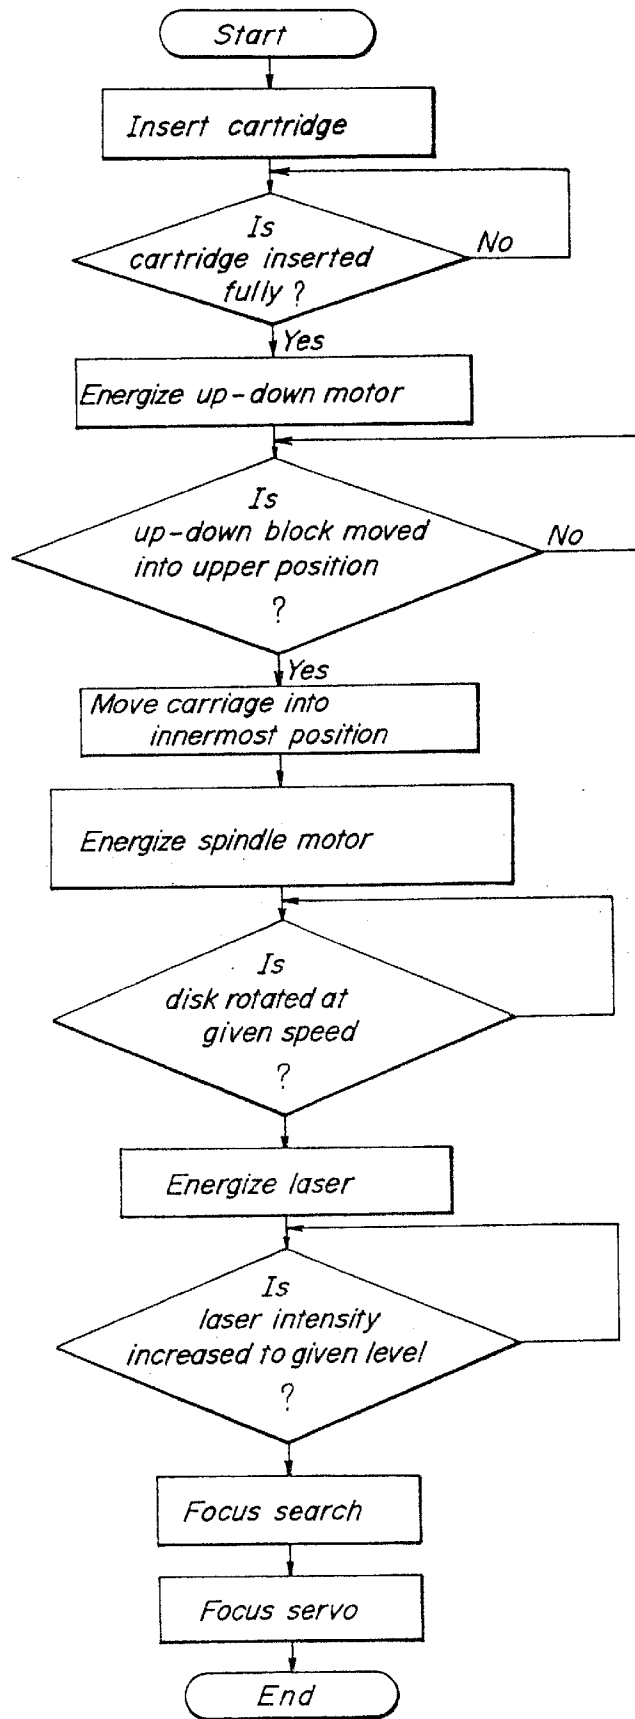 Start
Insert cartridge
Is
cartridge inserted
fully ?
No
Yes
Energize up-down motor
Is
up-down block moved
into upper position
?
No
Yes
Move carriage into
innermost position
Energize spindle motor
Is
disk rotated at
given speed
?
Energize laser
Is
laser intensity
increased to given level
?
Focus search
Focus servo
End